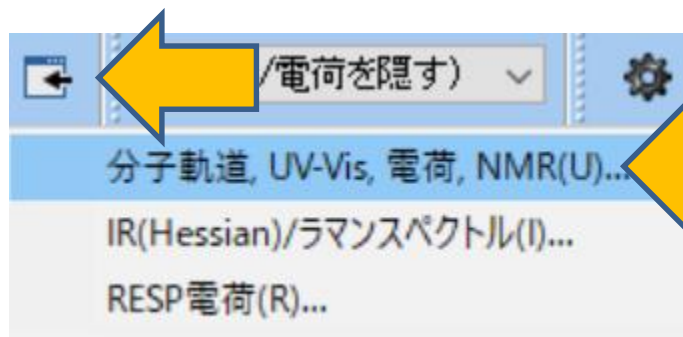 /電荷を隠す)
分子軌道, UV-Vis, 電荷, NMR(U)...
IR(Hessian)/ラマンスペクトル(I)...
RESP電荷(R)...